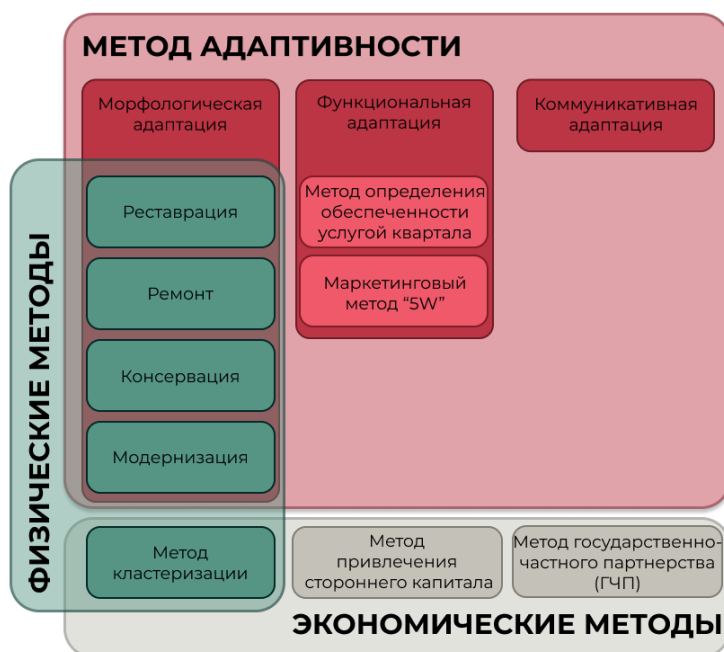 МЕТОД АДАПТИВНОСТИ
Морфологическая
адаптация
Функциональная
адаптация
Коммуникативная
адаптация
ФИЗИЧЕСКИЕ МЕТОДЫ
Реставрация
Ремонт
Консервация
Модернизация
Метод определения
обеспеченности
услугой квартала
Маркетинговый
метод “5W”
Метод
кластеризации
Метод
привлечения
стороннего капитала
Метод государственно-
частного партнерства
(ГЧП)
ЭКОНОМИЧЕСКИЕ МЕТОДЫ